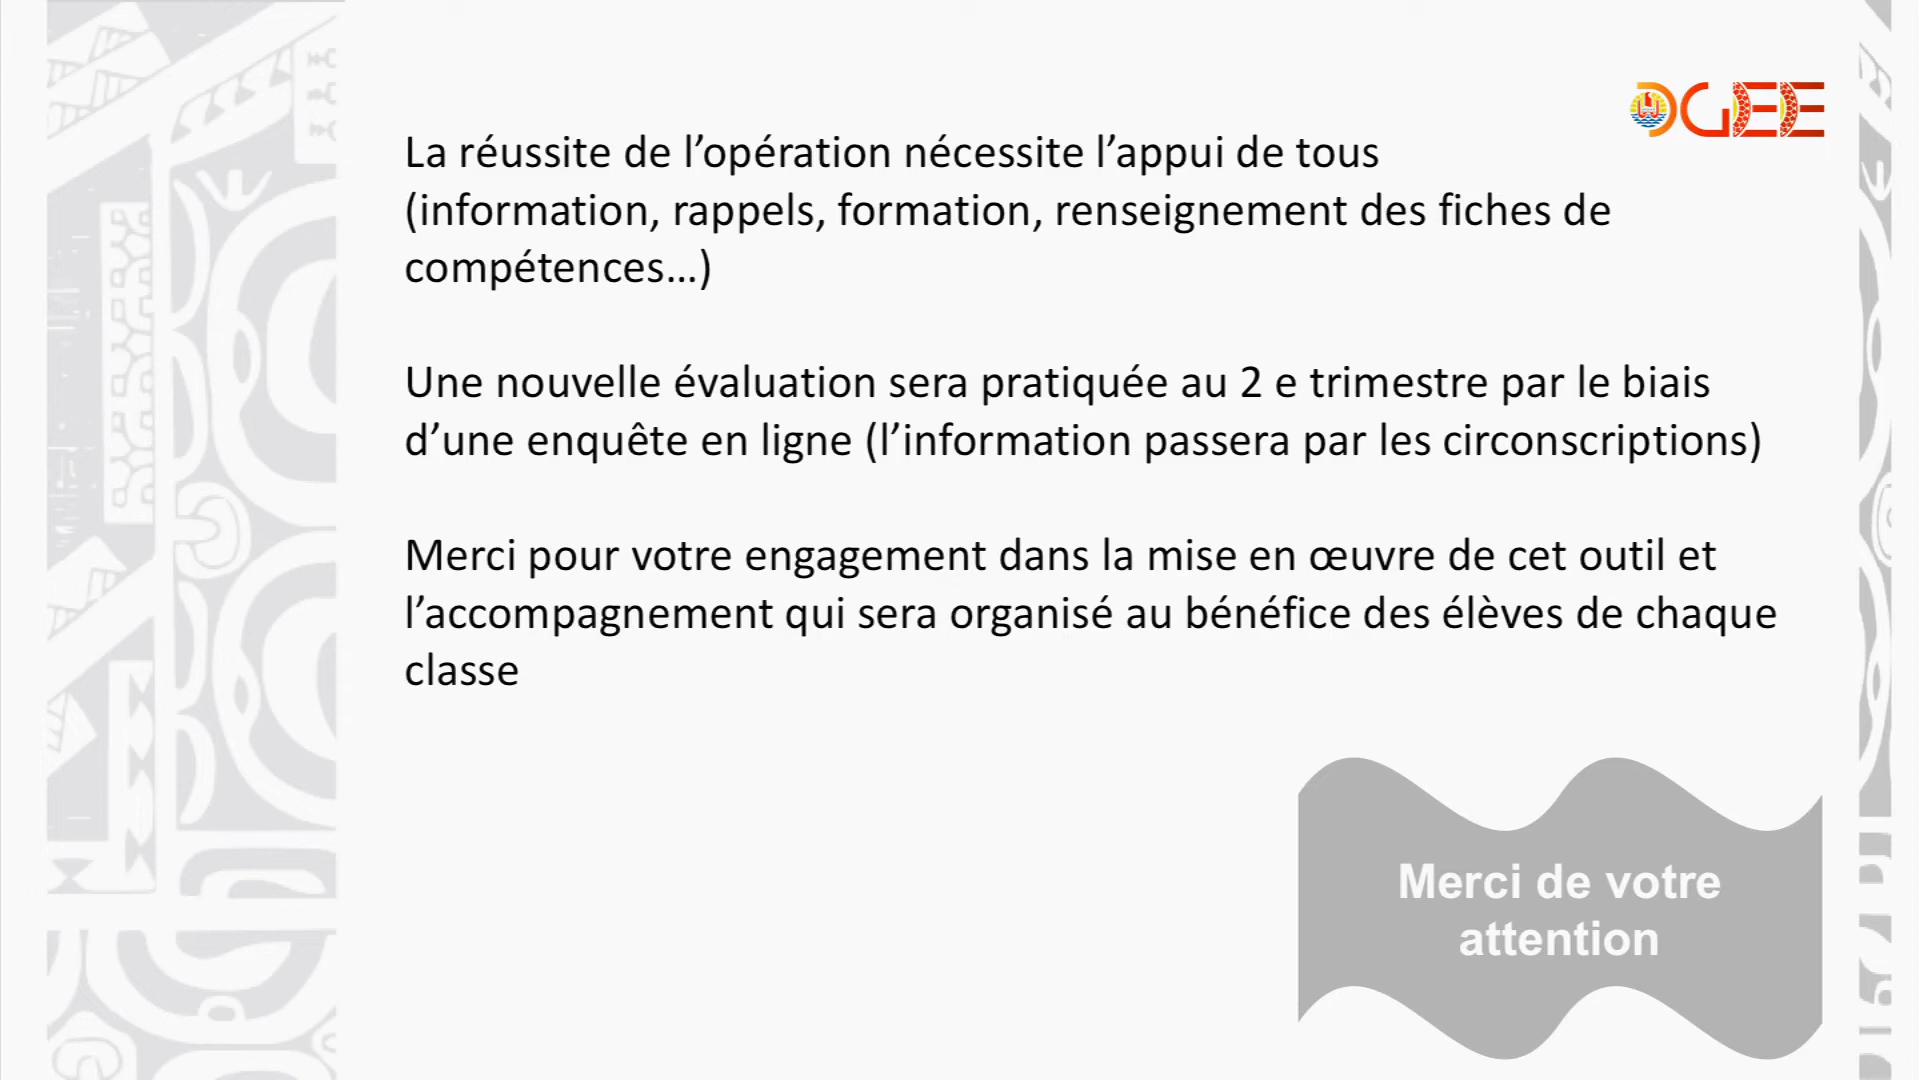 DGEE
La réussite de l’opération nécessite l’appui de tous
(information, rappels, formation, renseignement des fiches de
compétences…)
Une nouvelle évaluation sera pratiquée au 2 e trimestre par le biais
d’une enquête en ligne (l’information passera par les circonscriptions)
Merci pour votre engagement dans la mise en œuvre de cet outil et
l’accompagnement qui sera organisé au bénéfice des élèves de chaque
classe
Merci de votre
attention